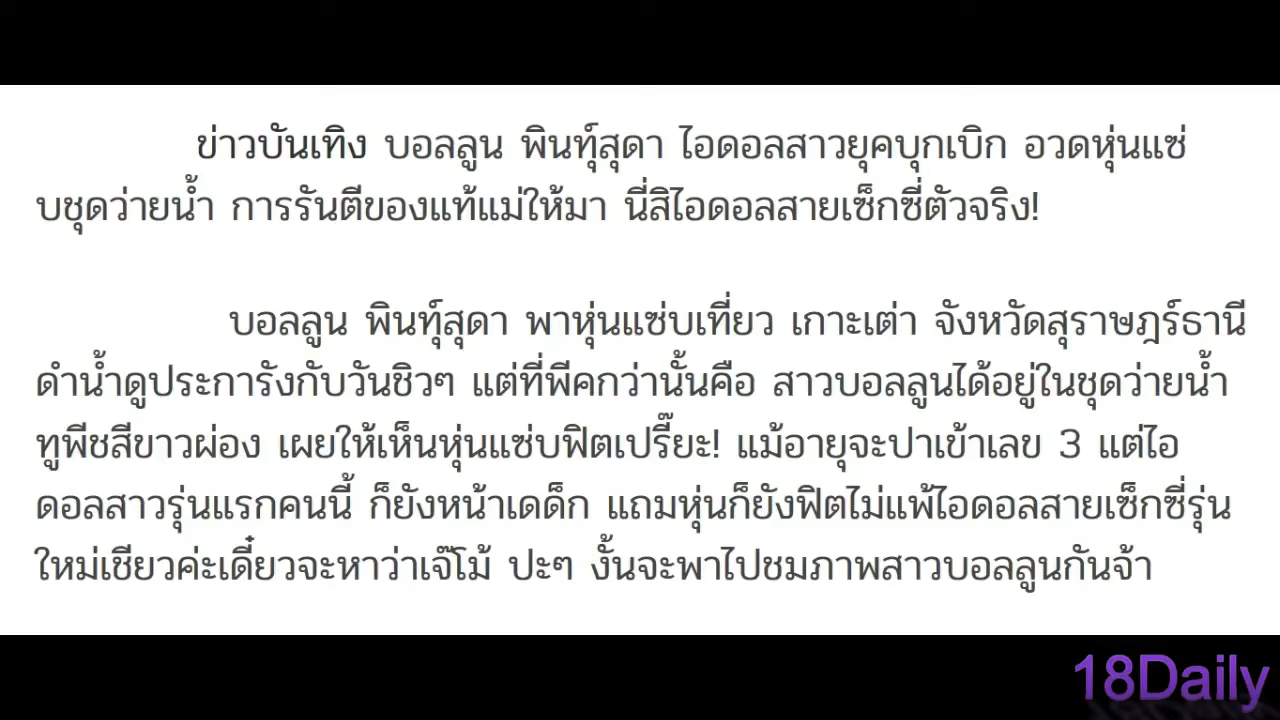 ข่าวบันเทิง บอลลูน พินทุ์สุดา ไอดอลสาวยุคบุกเบิก อวดหุ่นแซ่
บชุดว่ายน้ำ การรันตีของแท้แม่ให้มา นี่สิไอดอลสายเซ็กซี่ตัวจริง!
บอลลูน พินทุ์สุดา พาหุ่นแซ่บเที่ยว เกาะเต่า จังหวัดสุราษฎร์ธานี
ดำน้ำดูประการังกับวันชิวๆ แต่ที่พีคกว่านั้นคือ สาวบอลลูนได้อยู่ในชุดว่ายน้ำ
ทูพีชสีขาวผ่อง เผยให้เห็นหุ่นแซ่บฟิตเปรี๊ยะ! แม้อายุจะปาเข้าเลข 3 แต่ไอ
ดอลสาวรุ่นแรกคนนี้ ก็ยังหน้าเดด็ก แถมหุ่นก็ยังฟิตไม่แพ้ไอดอลสายเซ็กซี่รุ่น
ใหม่เชียวค่ะเดี๋ยวจะหาว่าเจ๊โม้ ปะๆ งั้นจะพาไปชมภาพสาวบอลลูนกันจ้า
18Daily